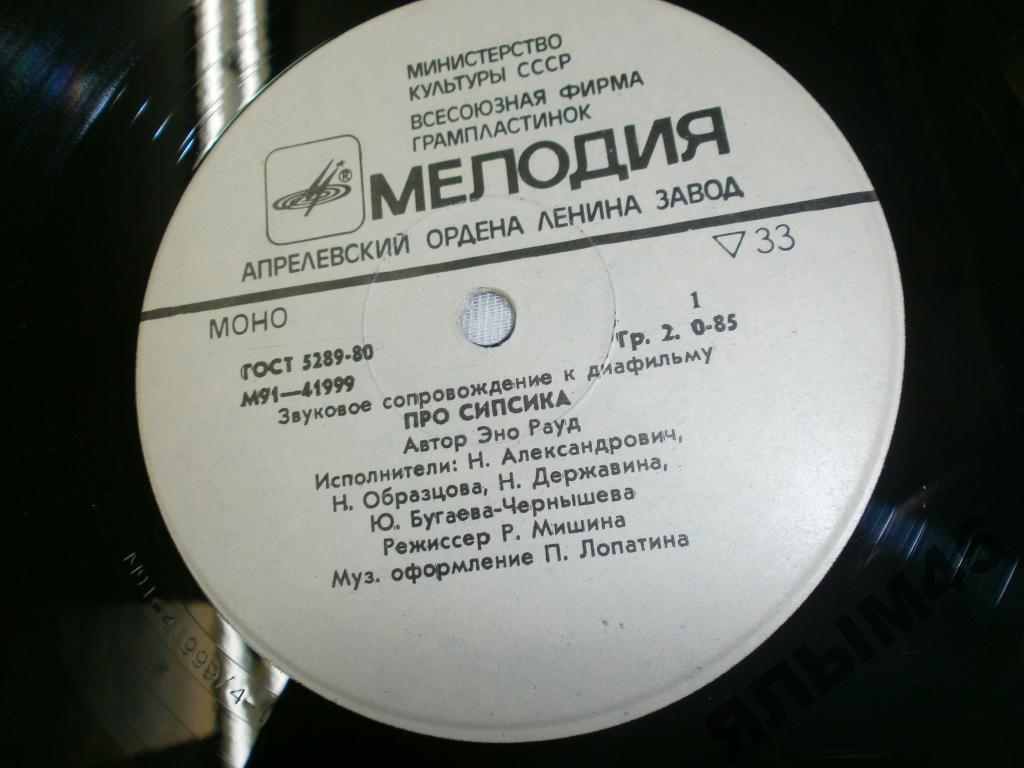 МИНИСТЕРСТВО
КУЛЬТУРЫ СССР
ВСЕСОЮЗНАЯ ФИРМА
ГРАМПЛАСТИНОК
® МЕЛОДИЯ
АПРЕЛЕВСКИЙ ОРДЕНА ЛЕНИНА ЗАВОД
МОНО
▽33
ГОСТ 5289-80
1
М91—41999
Гр. 2. 0-85
Звуковое сопровождение к диафильму
ПРО СИПСИКА
Автор Эно Рауд
Исполнители: Н. Александрович,
Н. Образцова, Н. Державина,
Ю. Бугаева-Чернышева
Режиссер Р. Мишина
Муз. оформление П. Лопатина
ЯЛЫМ45